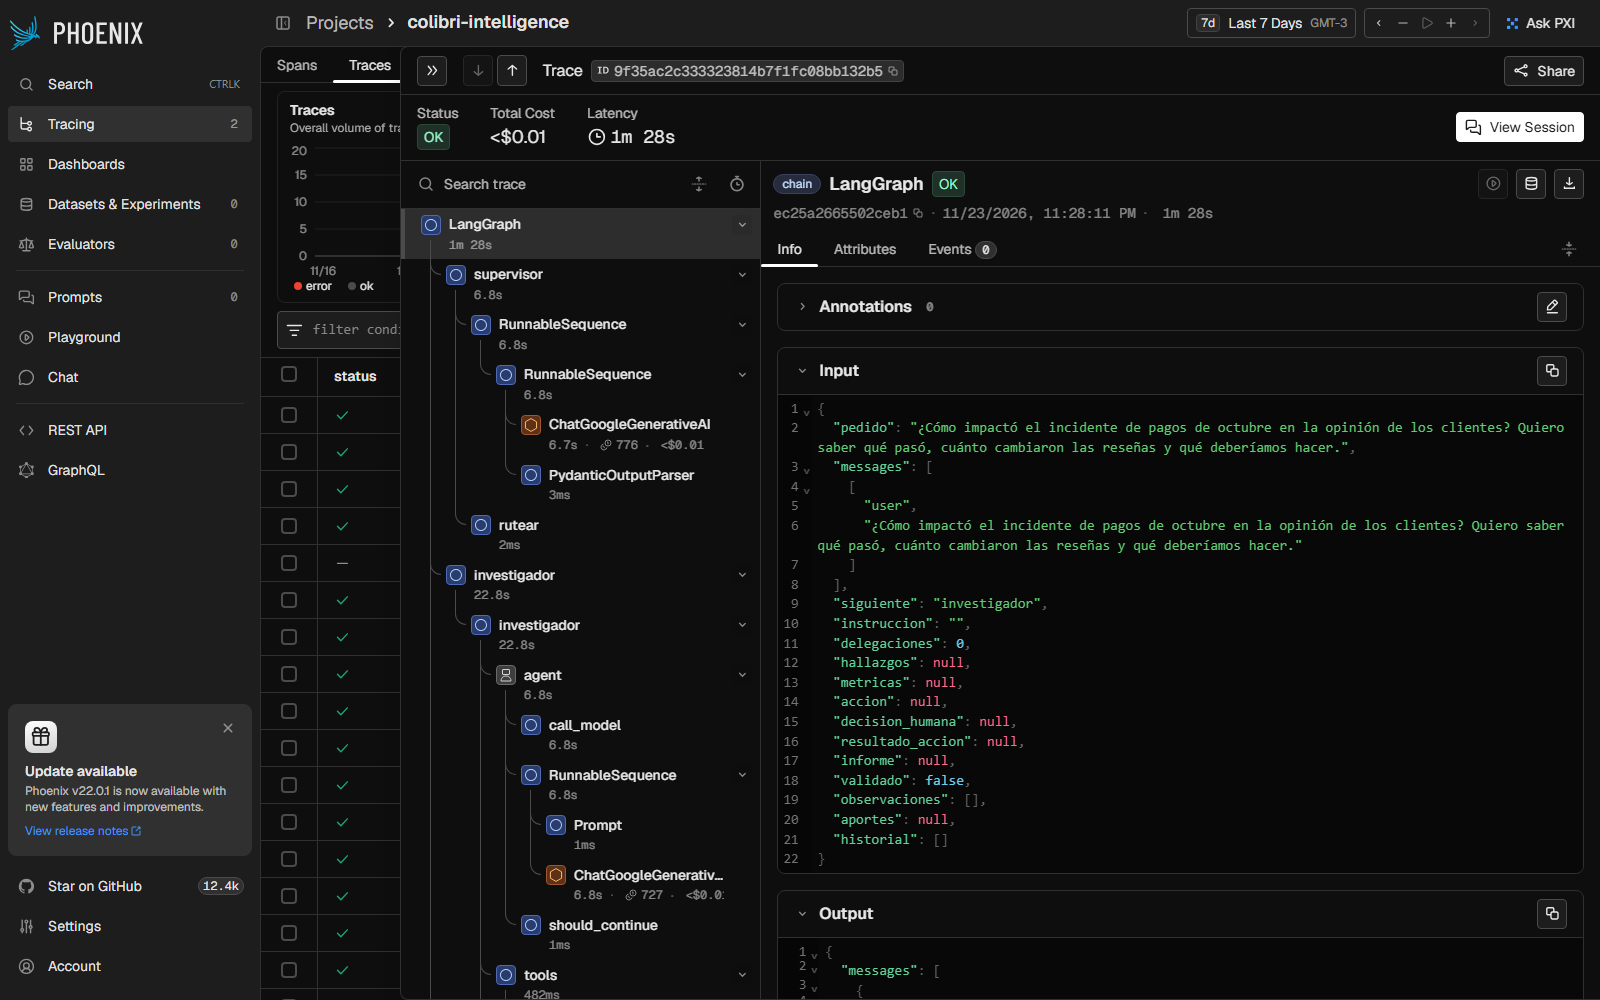 PHOENIX
Search CTRLK
Tracing 2
Dashboards
Datasets & Experiments 0
Evaluators 0
Prompts 0
Playground
Chat
REST API
GraphQL
Update available
Phoenix v22.0.1 is now available with
new features and improvements.
View release notes
Star on GitHub 12.4k
Settings
Account
Projects › colibri-intelligence
7d Last 7 Days GMT-3
Ask PXI
Spans Traces
Traces
Overall volume of tra
20
15
10
5
0
11/16
error ok
filter condi
status
Trace ID 9f35ac2c333323814b7f1fc08bb132b5
Share
Status
OK
Total Cost
<$0.01
Latency
1m 28s
View Session
Search trace
LangGraph
1m 28s
supervisor
6.8s
RunnableSequence
6.8s
RunnableSequence
6.8s
ChatGoogleGenerativeAI
6.7s · 776 · <$0.01
PydanticOutputParser
3ms
rutear
2ms
investigador
22.8s
investigador
22.8s
agent
6.8s
call_model
6.8s
RunnableSequence
6.8s
Prompt
1ms
ChatGoogleGenerativ...
6.8s · 727 · <$0.0
should_continue
1ms
tools
482ms
chain LangGraph OK
ec25a2665502ceb1 · 11/23/2026, 11:28:11 PM · 1m 28s
Info Attributes Events 0
Annotations 0
Input
1 {
2 "pedido": "¿Cómo impactó el incidente de pagos de octubre en la opinión de los clientes? Quiero
saber qué pasó, cuánto cambiaron las reseñas y qué deberíamos hacer.",
3 "messages": [
4 [
5 "user",
6 "¿Cómo impactó el incidente de pagos de octubre en la opinión de los clientes? Quiero saber
qué pasó, cuánto cambiaron las reseñas y qué deberíamos hacer."
7 ]
8 ],
9 "siguiente": "investigador",
10 "instruccion": "",
11 "delegaciones": 0,
12 "hallazgos": null,
13 "metricas": null,
14 "accion": null,
15 "decision_humana": null,
16 "resultado_accion": null,
17 "informe": null,
18 "validado": false,
19 "observaciones": [],
20 "aportes": null,
21 "historial": []
22 }
Output
1 {
2 "messages": [
3 {